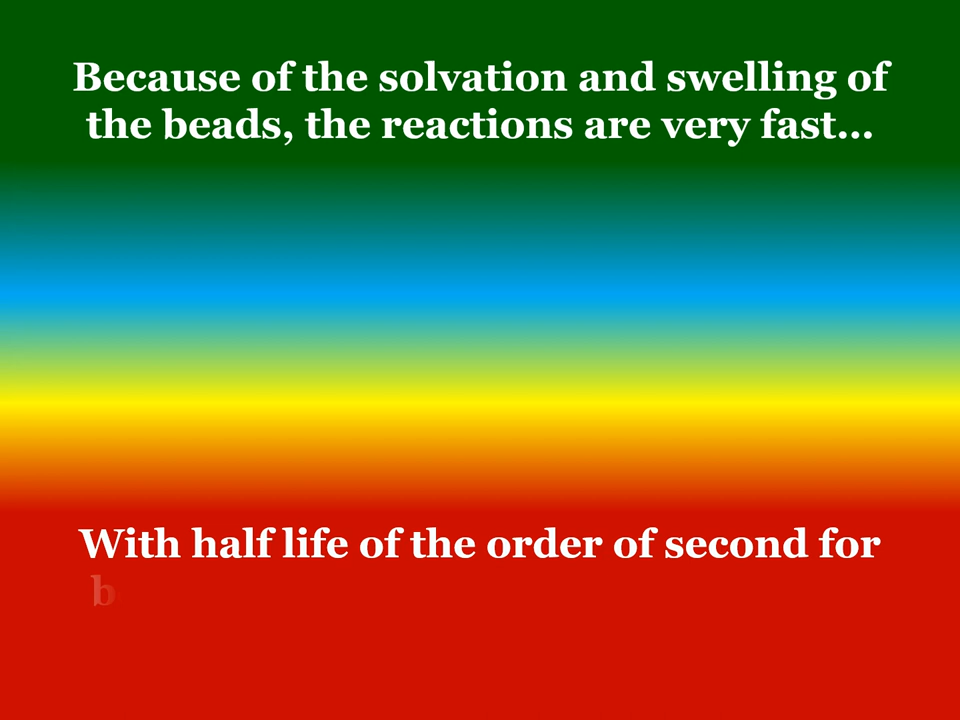 Because of the solvation and swelling of
the beads, the reactions are very fast...
With half life of the order of second for
b